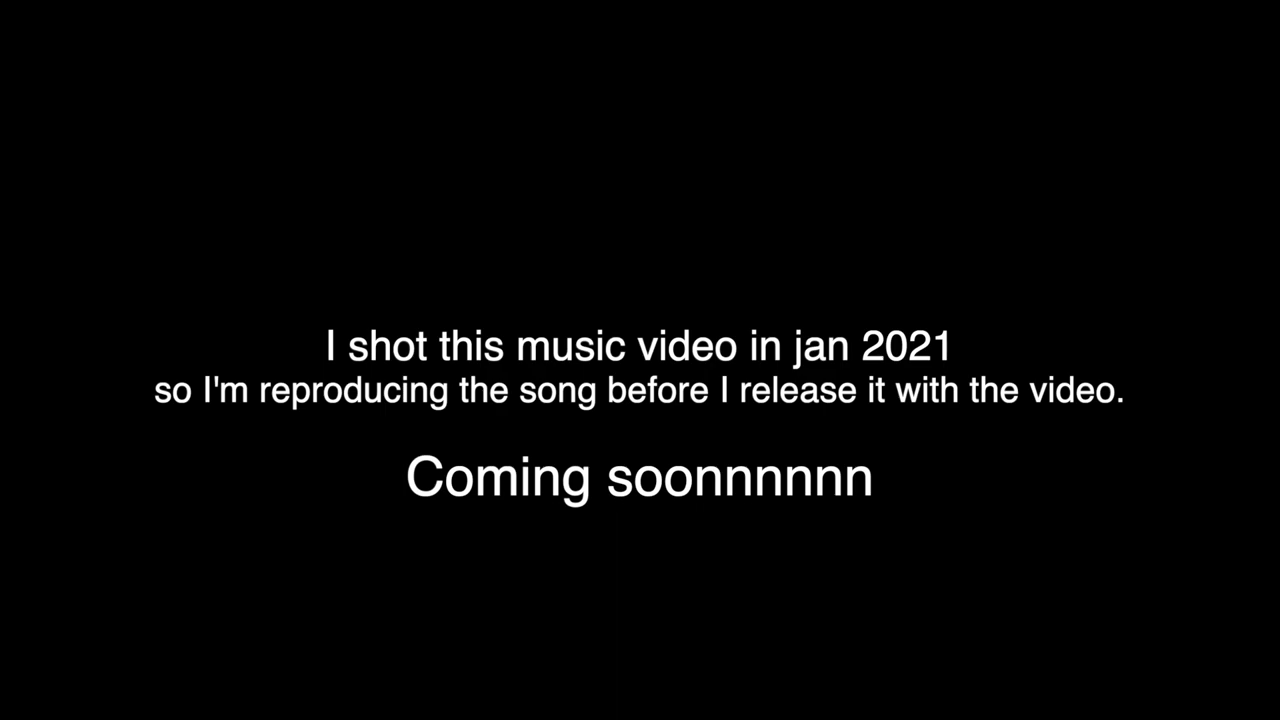 I shot this music video in jan 2021
so I'm reproducing the song before I release it with the video.
Coming soonnnnnn